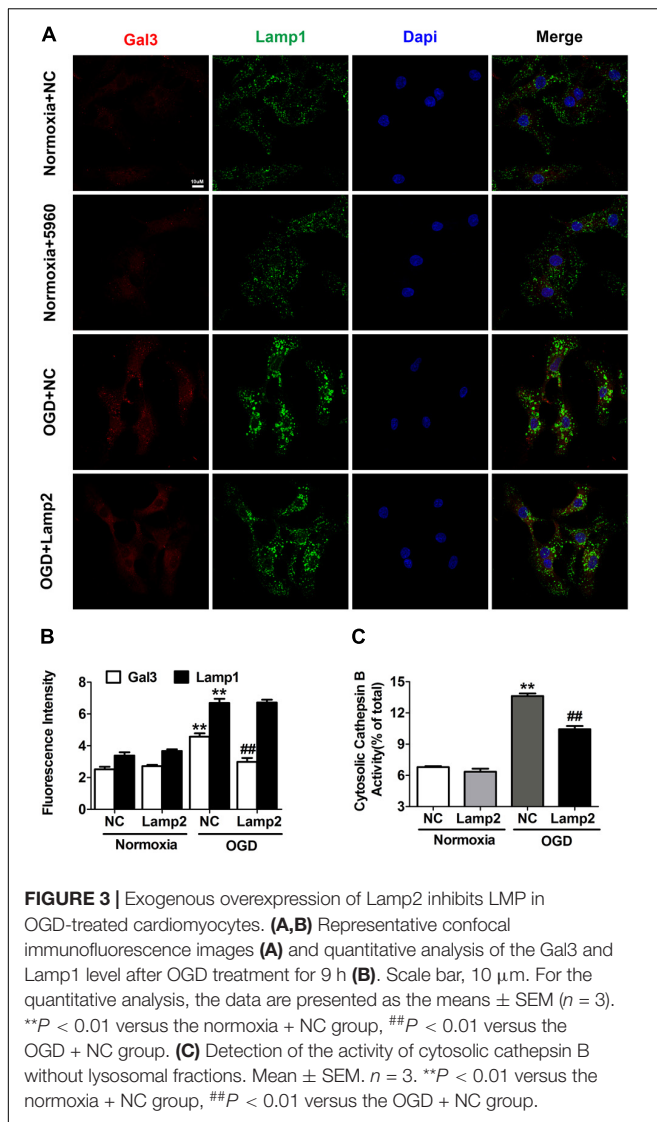 A
Gal3 Lamp1 Dapi Merge
Normoxia+NC
10uM
Normoxia+5960
OGD+NC
OGD+Lamp2
B
Fluorescence Intensity
8
6
4
2
0
Gal3 Lamp1
**
**
##
NC Lamp2 NC Lamp2
Normoxia OGD
C
Cytosolic Cathepsin B
Activity(% of total)
15
12
9
6
3
**
##
NC Lamp2 NC Lamp2
Normoxia OGD
FIGURE 3 | Exogenous overexpression of Lamp2 inhibits LMP in
OGD-treated cardiomyocytes. (A,B) Representative confocal
immunofluorescence images (A) and quantitative analysis of the Gal3 and
Lamp1 level after OGD treatment for 9 h (B). Scale bar, 10 μm. For the
quantitative analysis, the data are presented as the means ± SEM (n = 3).
**P < 0.01 versus the normoxia + NC group, ##P < 0.01 versus the
OGD + NC group. (C) Detection of the activity of cytosolic cathepsin B
without lysosomal fractions. Mean ± SEM. n = 3. **P < 0.01 versus the
normoxia + NC group, ##P < 0.01 versus the OGD + NC group.